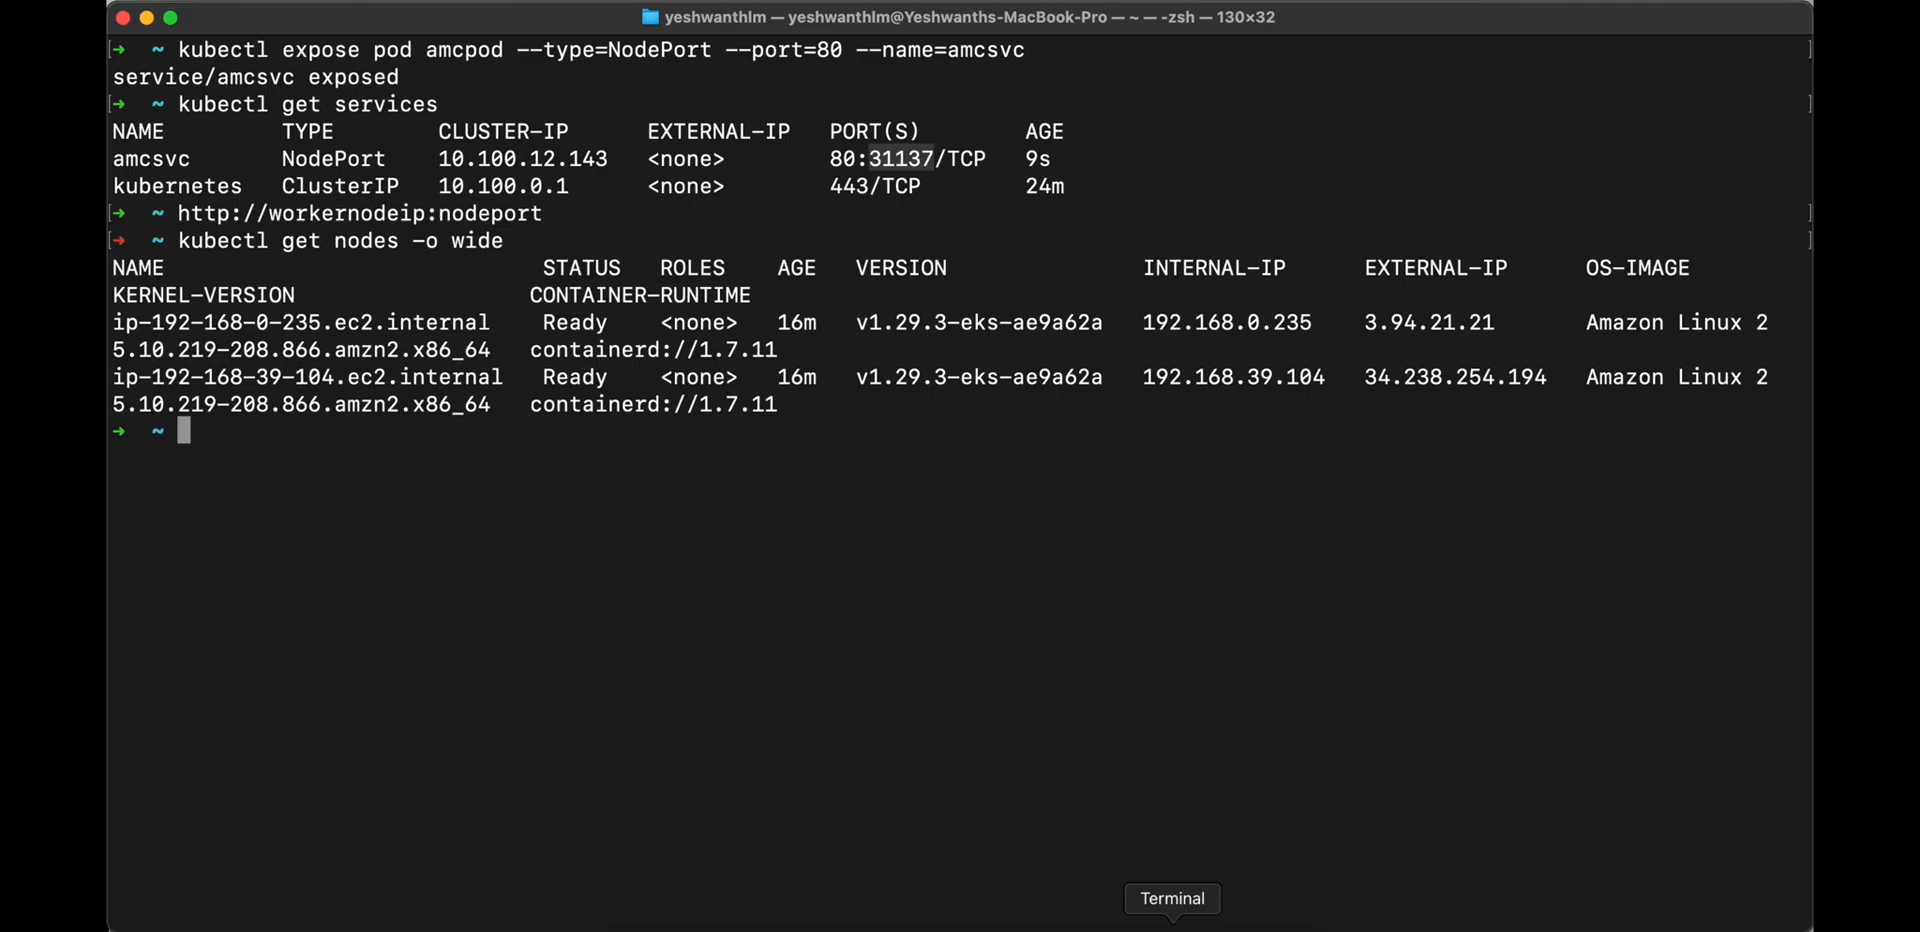 yeshwanthlm — yeshwanthlm@Yeshwanths-MacBook-Pro — ~ — -zsh — 130×32
[➜ ~ kubectl expose pod amcpod --type=NodePort --port=80 --name=amcsvc ]
service/amcsvc exposed
[➜ ~ kubectl get services ]
NAME TYPE CLUSTER-IP EXTERNAL-IP PORT(S) AGE
amcsvc NodePort 10.100.12.143 <none> 80:31137/TCP 9s
kubernetes ClusterIP 10.100.0.1 <none> 443/TCP 24m
[➜ ~ http://workernodeip:nodeport ]
[➜ ~ kubectl get nodes -o wide ]
NAME STATUS ROLES AGE VERSION INTERNAL-IP EXTERNAL-IP OS-IMAGE
KERNEL-VERSION CONTAINER-RUNTIME
ip-192-168-0-235.ec2.internal Ready <none> 16m v1.29.3-eks-ae9a62a 192.168.0.235 3.94.21.21 Amazon Linux 2
5.10.219-208.866.amzn2.x86_64 containerd://1.7.11
ip-192-168-39-104.ec2.internal Ready <none> 16m v1.29.3-eks-ae9a62a 192.168.39.104 34.238.254.194 Amazon Linux 2
5.10.219-208.866.amzn2.x86_64 containerd://1.7.11
➜ ~
Terminal